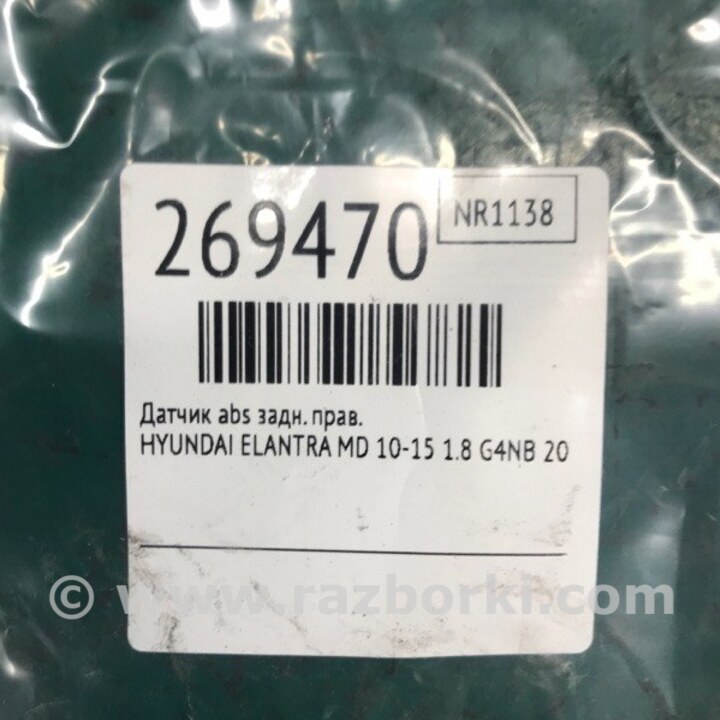 269470
NR1138
Датчик abs задн. прав.
HYUNDAI ELANTRA MD 10-15 1.8 G4NB 20
© www.razborki.com